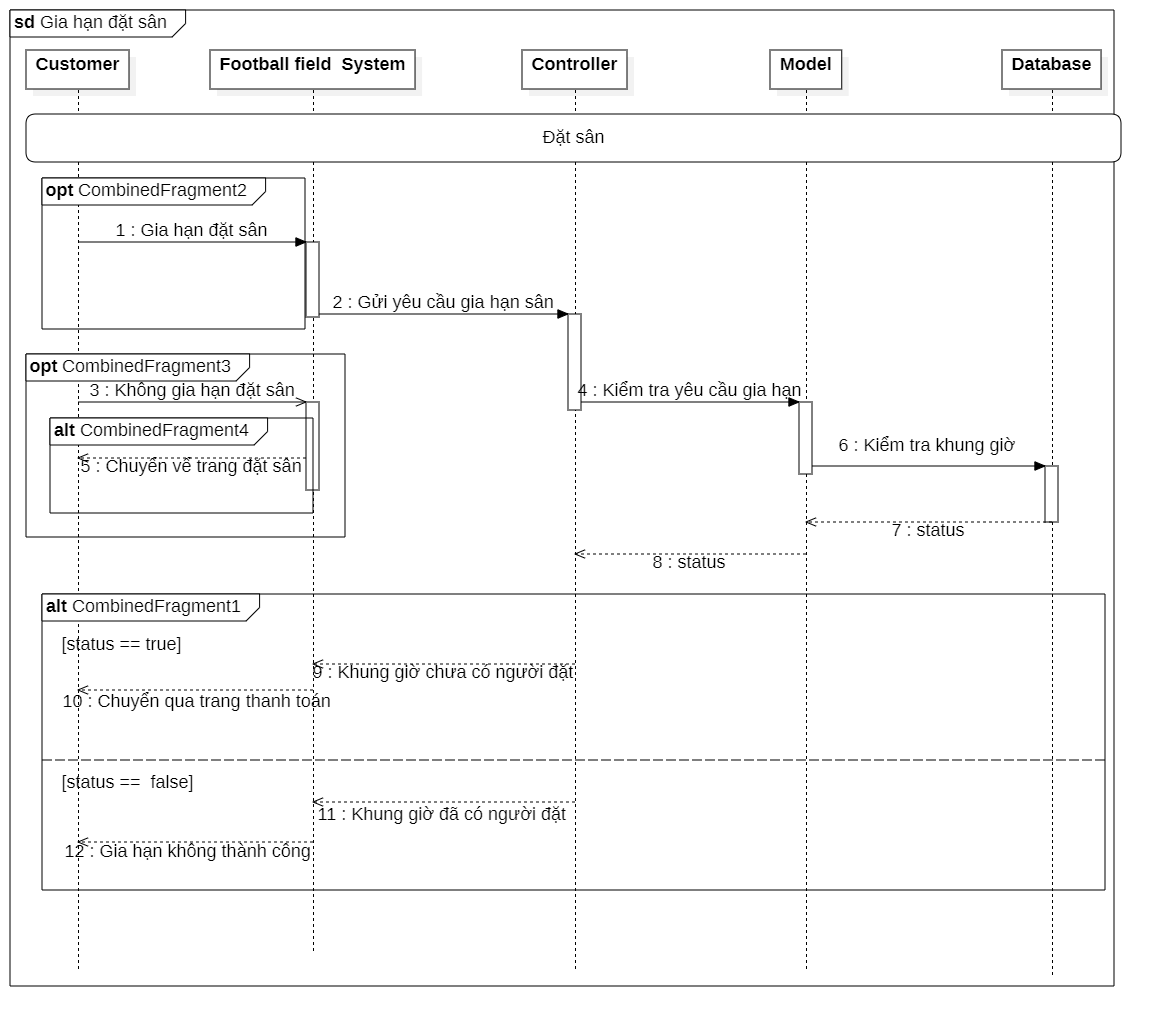 sd Gia hạn đặt sân
Customer
Football field  System
Controller
Model
Database
Đặt sân
opt CombinedFragment2
1 : Gia hạn đặt sân
2 : Gửi yêu cầu gia hạn sân
opt CombinedFragment3
3 : Không gia hạn đặt sân
4 : Kiểm tra yêu cầu gia hạn
alt CombinedFragment4
5 : Chuyển về trang đặt sân
6 : Kiểm tra khung giờ
7 : status
8 : status
alt CombinedFragment1
[status == true]
9 : Khung giờ chưa có người đặt
10 : Chuyển qua trang thanh toán
[status ==  false]
11 : Khung giờ đã có người đặt
12 : Gia hạn không thành công